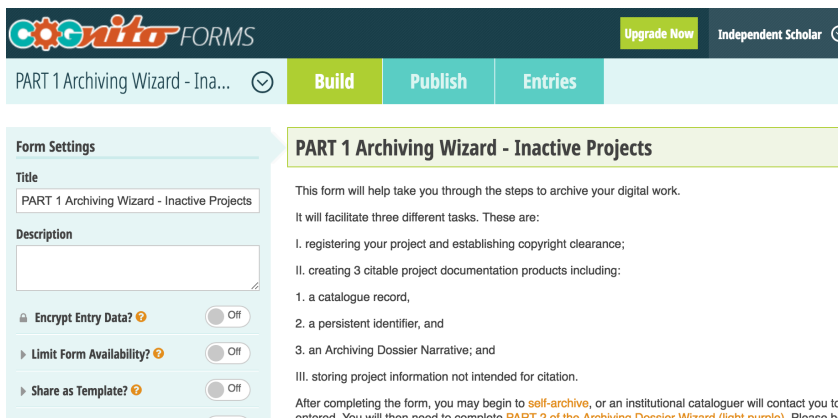 COGNITO FORMS
Upgrade Now
Independent Scholar
PART 1 Archiving Wizard - Ina...
Build
Publish
Entries
Form Settings
Title
PART 1 Archiving Wizard - Inactive Projects
Description
Encrypt Entry Data?
Off
Limit Form Availability?
Off
Share as Template?
Off
PART 1 Archiving Wizard - Inactive Projects
This form will help take you through the steps to archive your digital work.
It will facilitate three different tasks. These are:
I. registering your project and establishing copyright clearance;
II. creating 3 citable project documentation products including:
1. a catalogue record,
2. a persistent identifier, and
3. an Archiving Dossier Narrative; and
III. storing project information not intended for citation.
After completing the form, you may begin to self-archive, or an institutional cataloguer will contact you to
entered. You will then need to complete PART 2 of the Archiving Dossier Wizard (light purple). Please